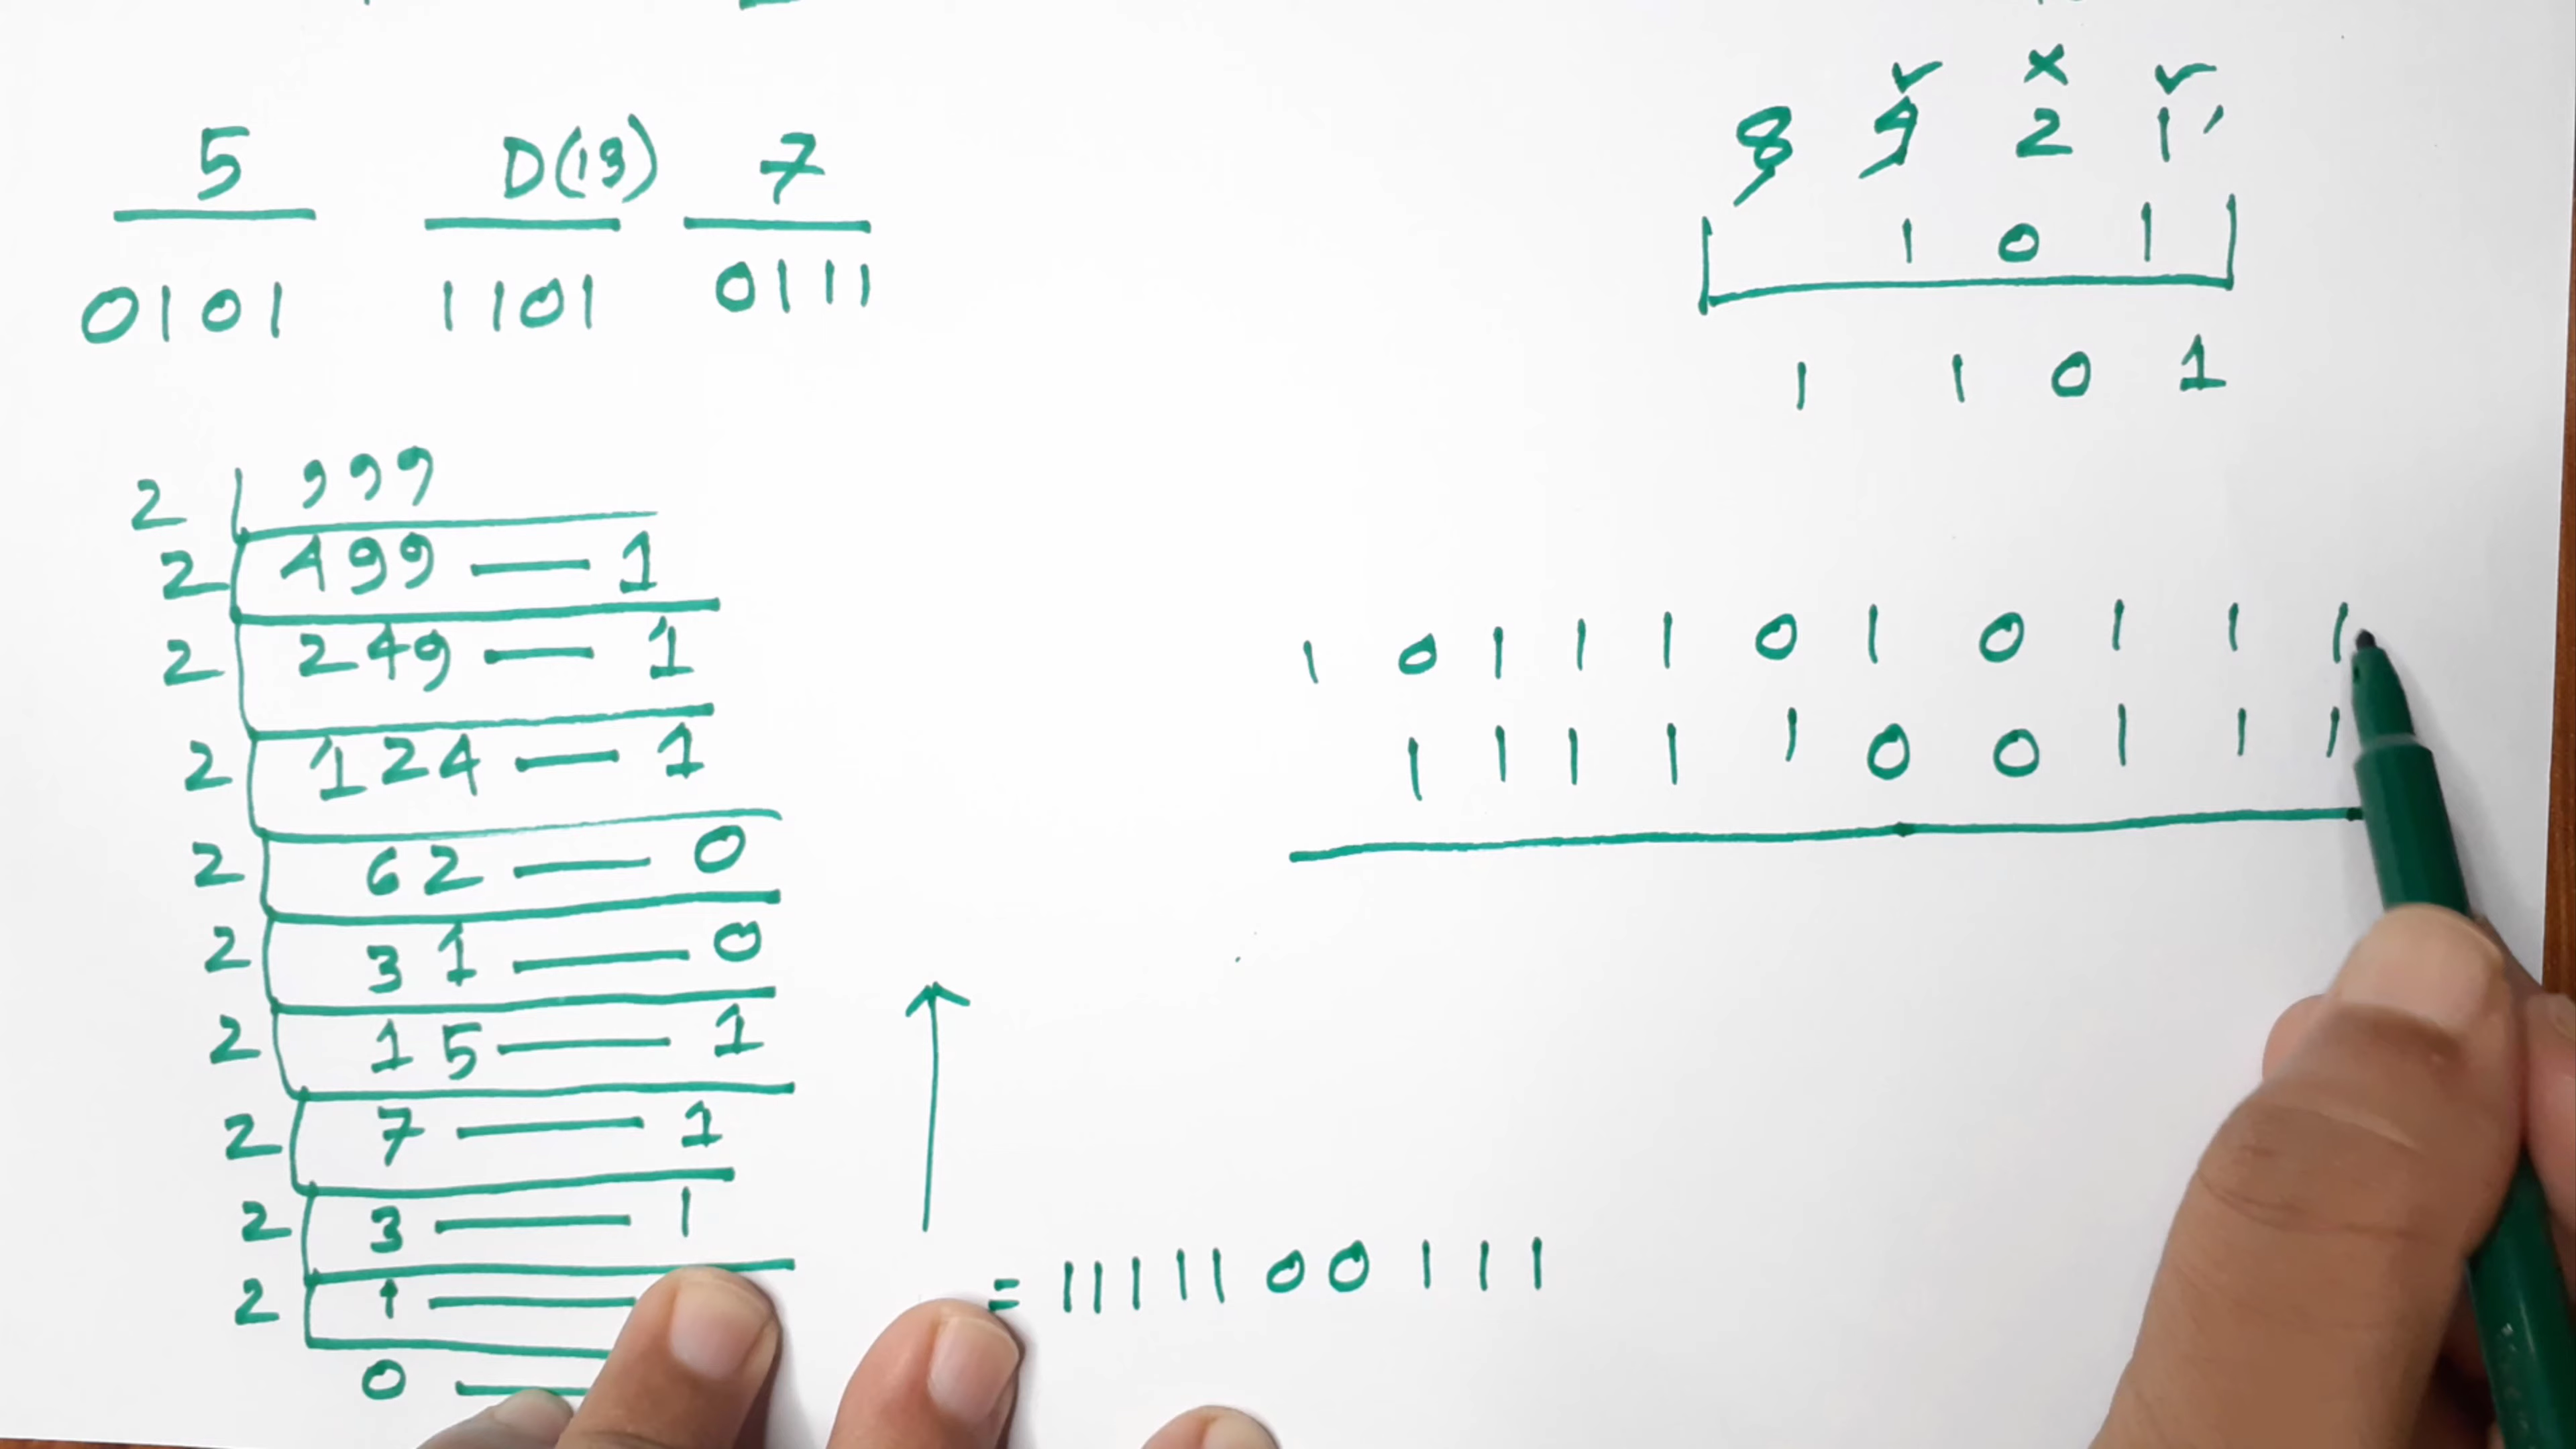 5 D(13) 7
0101 1101 0111
8 4 2 1
1 0 1
1 1 0 1
2 999
2 499 — 1
2 249 — 1
2 124 — 1
2 62 — 0
2 31 — 0
2 15 — 1
2 7 — 1
2 3 — 1
2 1 —
0 —
= 1111100111
1 0 1 1 1 0 1 0 1 1 1
1 1 1 1 1 0 0 1 1 1